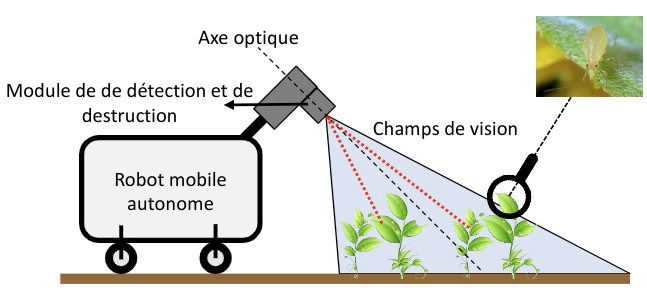 Axe optique
Module de de détection et de
destruction
Champs de vision
Robot mobile
autonome